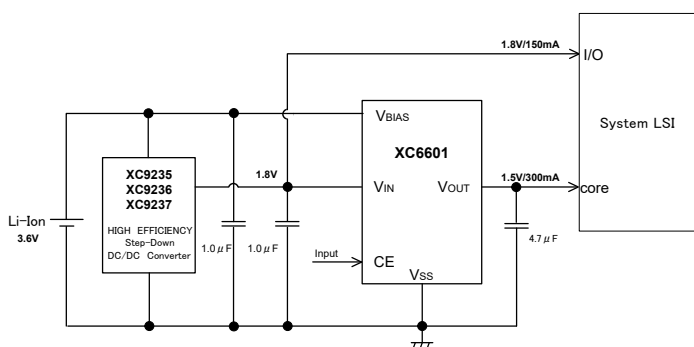 1.8V/150mA
I/O
System LSI
VBIAS
XC6601
XC9235
XC9236
XC9237
1.8V
VIN
VOUT
1.5V/300mA
core
Li-Ion
3.6V
HIGH EFFICIENCY
Step-Down
DC/DC Converter
1.0μF
1.0μF
4.7μF
Input
CE
VSS